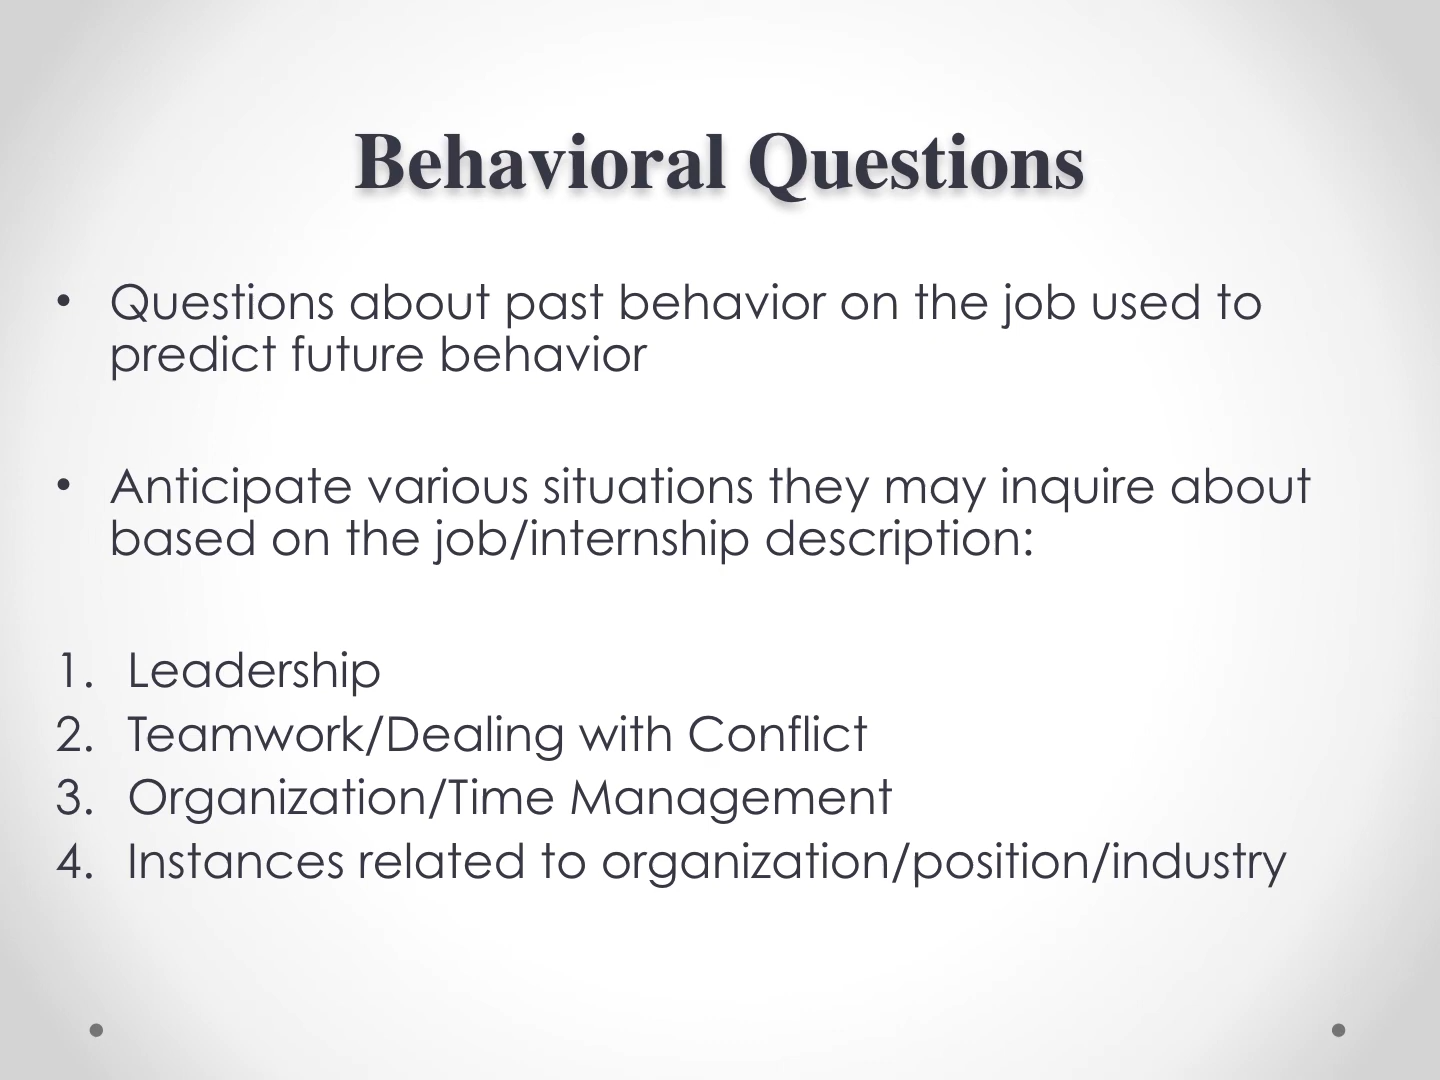 Behavioral Questions
• Questions about past behavior on the job used to
predict future behavior
• Anticipate various situations they may inquire about
based on the job/internship description:
1. Leadership
2. Teamwork/Dealing with Conflict
3. Organization/Time Management
4. Instances related to organization/position/industry